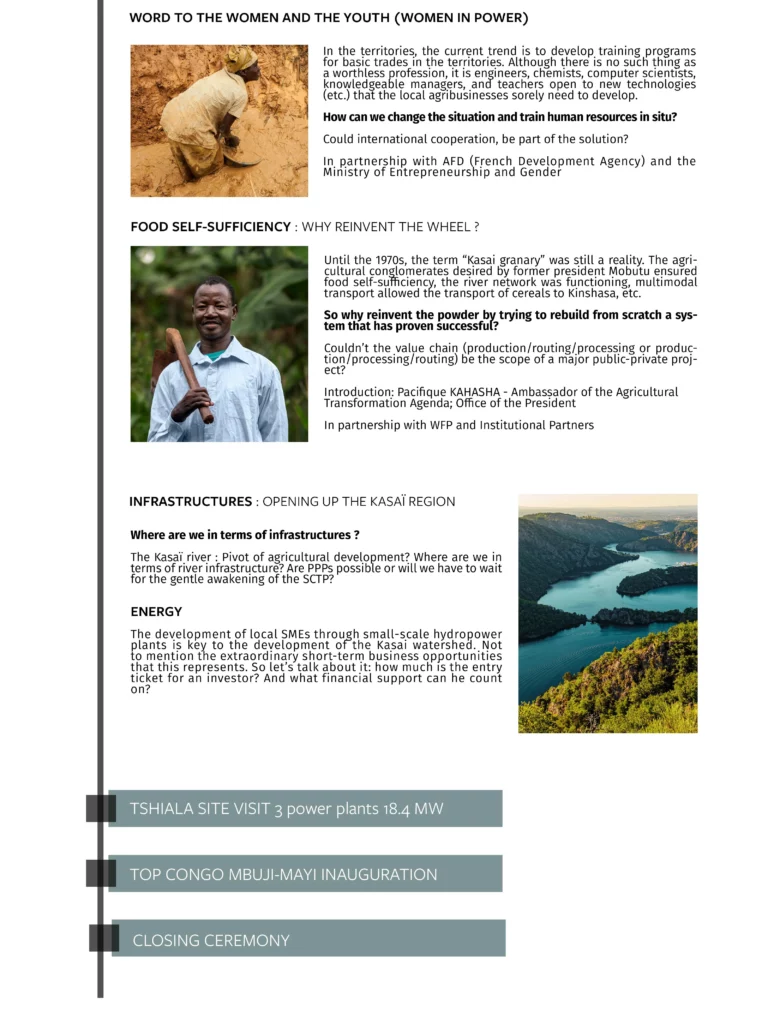 WORD TO THE WOMEN AND THE YOUTH (WOMEN IN POWER)
In the territories, the current trend is to develop training programs
for basic trades in the territories. Although there is no such thing as
a worthless profession, it is engineers, chemists, computer scientists,
knowledgeable managers, and teachers open to new technologies
(etc.) that the local agribusinesses sorely need to develop.
How can we change the situation and train human resources in situ?
Could international cooperation, be part of the solution?
In partnership with AFD (French Development Agency) and the
Ministry of Entrepreneurship and Gender
FOOD SELF-SUFFICIENCY : WHY REINVENT THE WHEEL ?
Until the 1970s, the term “Kasai granary” was still a reality. The agri-
cultural conglomerates desired by former president Mobutu ensured
food self-sufficiency, the river network was functioning, multimodal
transport allowed the transport of cereals to Kinshasa, etc.
So why reinvent the powder by trying to rebuild from scratch a sys-
tem that has proven successful?
Couldn’t the value chain (production/routing/processing or produc-
tion/processing/routing) be the scope of a major public-private proj-
ect?
Introduction: Pacifique KAHASHA - Ambassador of the Agricultural
Transformation Agenda; Office of the President
In partnership with WFP and Institutional Partners
INFRASTRUCTURES : OPENING UP THE KASAÏ REGION
Where are we in terms of infrastructures ?
The Kasaï river : Pivot of agricultural development? Where are we in
terms of river infrastructure? Are PPPs possible or will we have to wait
for the gentle awakening of the SCTP?
ENERGY
The development of local SMEs through small-scale hydropower
plants is key to the development of the Kasai watershed. Not
to mention the extraordinary short-term business opportunities
that this represents. So let’s talk about it: how much is the entry
ticket for an investor? And what financial support can he count
on?
TSHIALA SITE VISIT 3 power plants 18.4 MW
TOP CONGO MBUJI-MAYI INAUGURATION
CLOSING CEREMONY